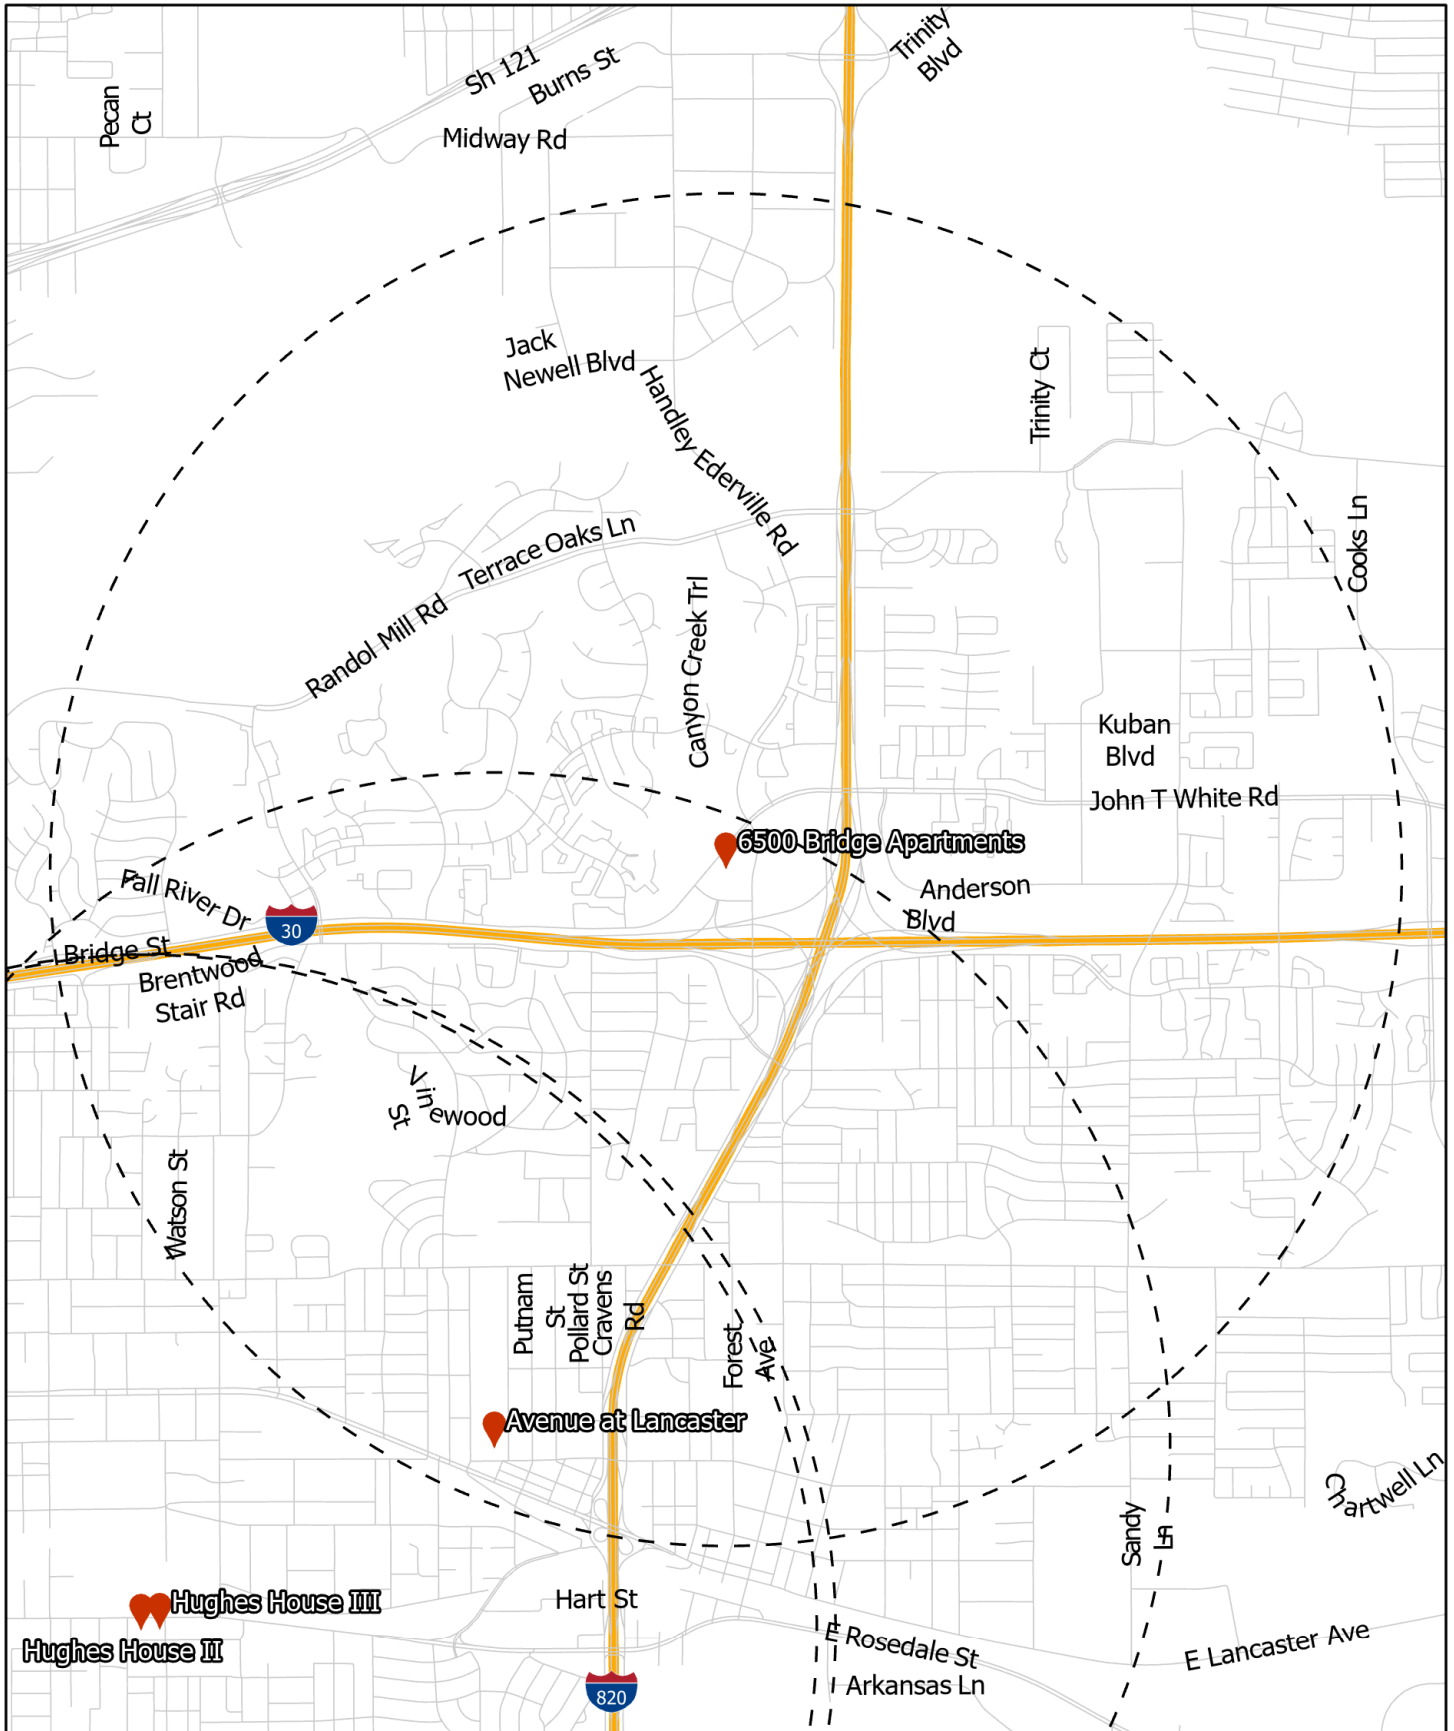 Trinity
Blvd
Sh 121
Burns St
Pecan
Ct
Midway Rd
Jack
Newell Blvd
Handley Ederville Rd
Trinity Ct
Cooks Ln
Terrace Oaks Ln
Randol Mill Rd
Canyon Creek Trl
Kuban
Blvd
John T White Rd
6500 Bridge Apartments
Fall River Dr
Anderson
Blvd
30
Bridge St
Brentwood
Stair Rd
Vinewood
St
Watson St
Putnam
St
Pollard St
Cravens
Rd
Forest
Ave
Avenue at Lancaster
Chartwell Ln
Sandy
Ln
Hughes House III
Hart St
Hughes House II
E Rosedale St
E Lancaster Ave
Arkansas Ln
820